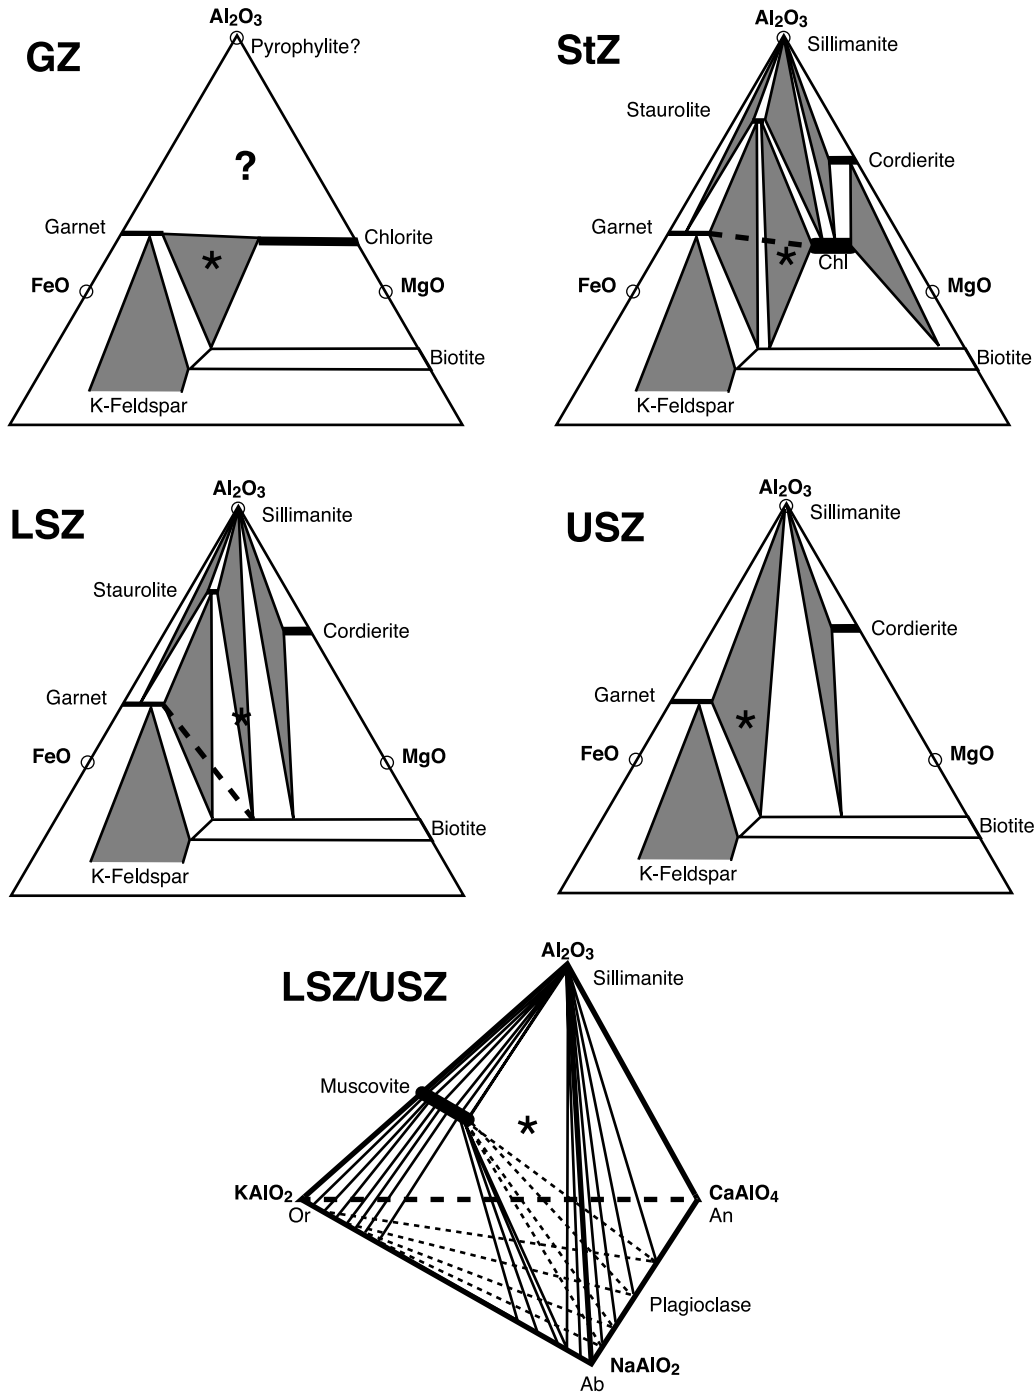 Al₂O₃
GZ
Pyrophylite?
?
Garnet
Chlorite
FeO
MgO
*
Biotite
K-Feldspar
Al₂O₃
StZ
Sillimanite
Staurolite
Cordierite
Garnet
*
Chl
FeO
MgO
Biotite
K-Feldspar
Al₂O₃
LSZ
Sillimanite
Staurolite
Cordierite
Garnet
*
FeO
MgO
Biotite
K-Feldspar
Al₂O₃
USZ
Sillimanite
Cordierite
Garnet
*
FeO
MgO
Biotite
K-Feldspar
Al₂O₃
LSZ/USZ
Sillimanite
Muscovite
*
KAlO₂
Or
CaAlO₄
An
Plagioclase
NaAlO₂
Ab